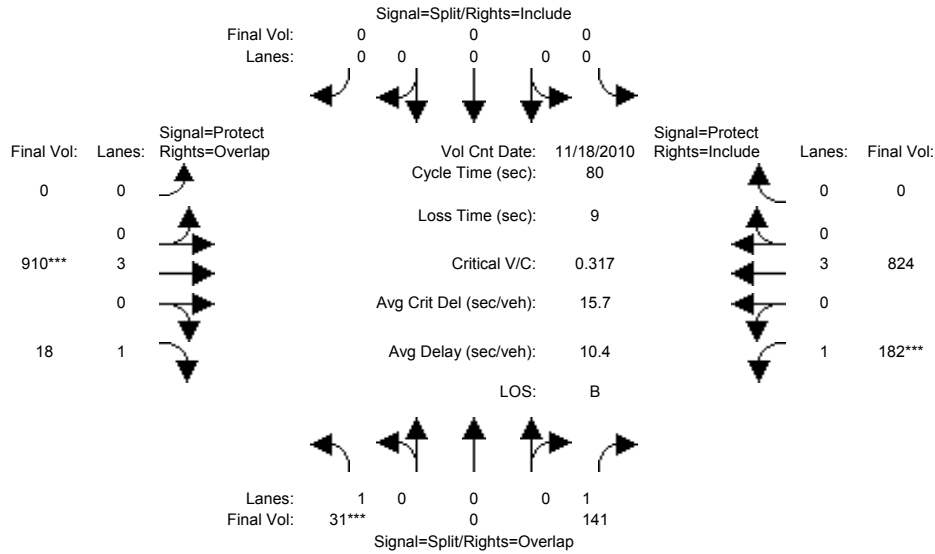 Signal=Split/Rights=Include
Final Vol: 0 0 0
Lanes: 0 0 0 0 0
Signal=Protect Signal=Protect
Final Vol: Lanes: Rights=Overlap Vol Cnt Date: 11/18/2010 Rights=Include Lanes: Final Vol:
Cycle Time (sec): 80
0 0 0 0
Loss Time (sec): 9
0 0
910*** 3 Critical V/C: 0.317 3 824
0 Avg Crit Del (sec/veh): 15.7 0
18 1 Avg Delay (sec/veh): 10.4 1 182***
LOS: B
Lanes: 1 0 0 0 1
Final Vol: 31*** 0 141
Signal=Split/Rights=Overlap